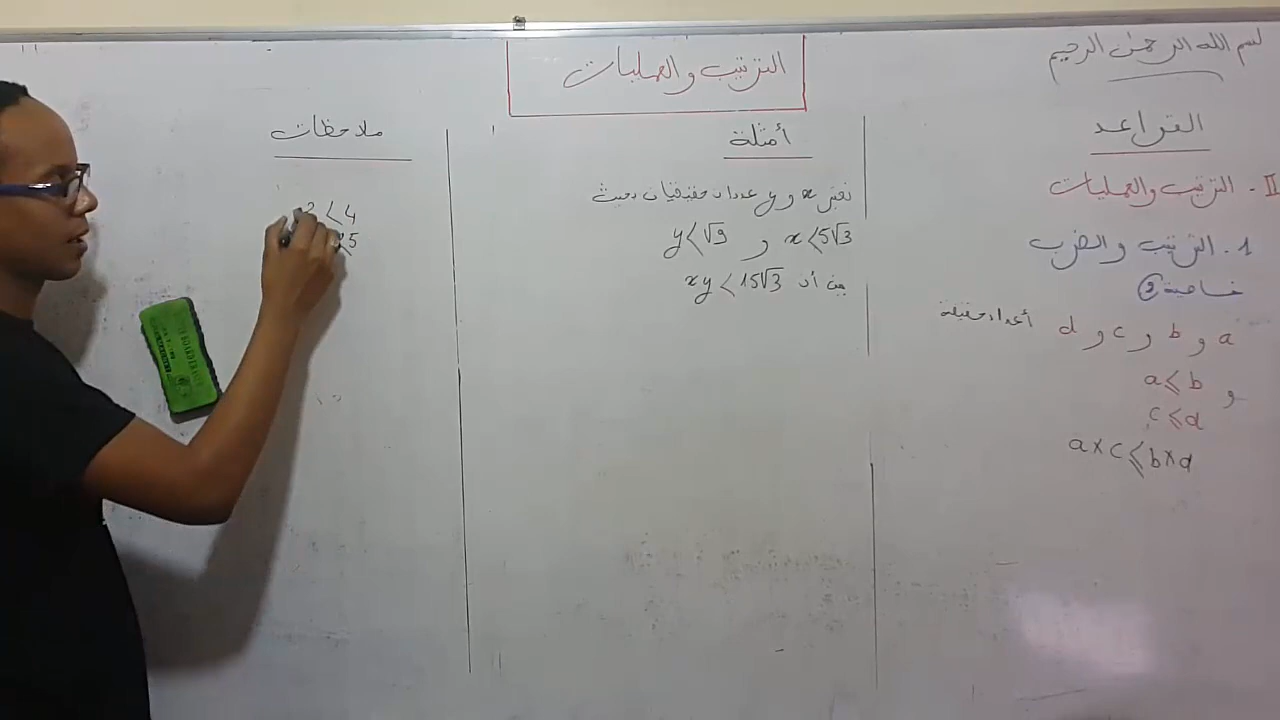 بسم الله الرحمن الرحيم
الترتيب والعمليات
القواعد
II - الترتيب والعمليات
1. الترتيب والضرب
خاصية 2
a و b و c و d أعداد حقيقية
a ⩽ b و
c ⩽ d
a × c ⩽ b × d
أمثلة
نعتبر x و y عددان حقيقيان بحيث
x < 5√3 و y < √9
بين أن xy < 15√3
ملاحظات
< 4
5